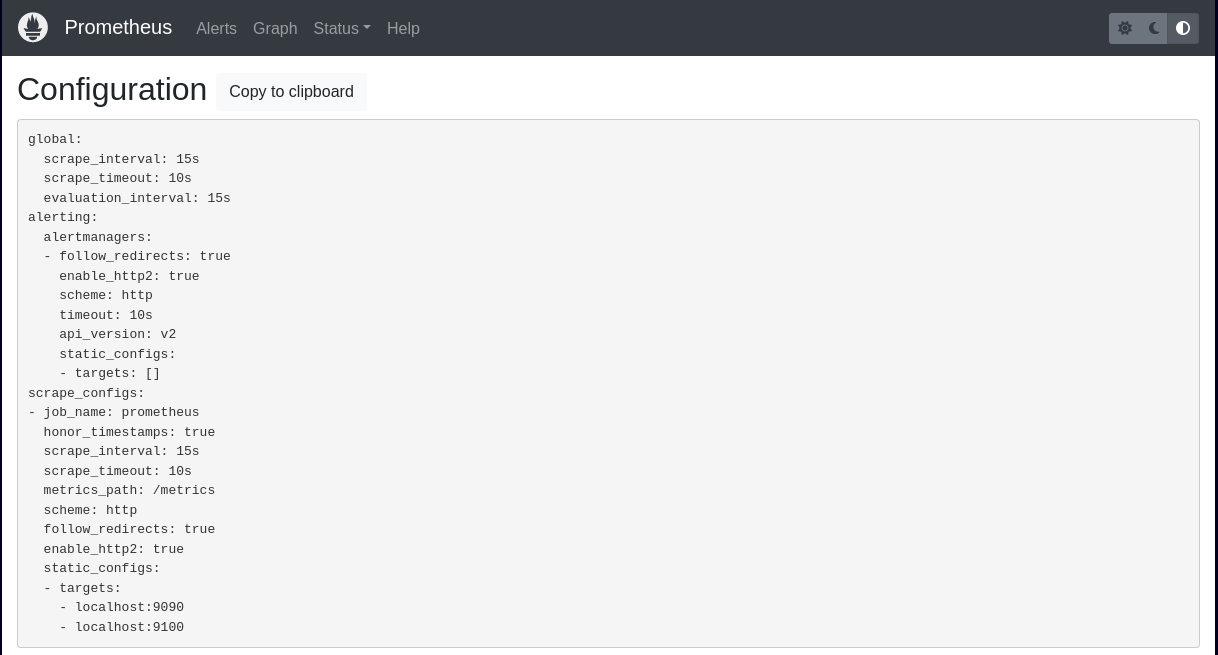 Prometheus Alerts Graph Status Help
Configuration Copy to clipboard
global:
  scrape_interval: 15s
  scrape_timeout: 10s
  evaluation_interval: 15s
alerting:
  alertmanagers:
  - follow_redirects: true
    enable_http2: true
    scheme: http
    timeout: 10s
    api_version: v2
    static_configs:
    - targets: []
scrape_configs:
- job_name: prometheus
  honor_timestamps: true
  scrape_interval: 15s
  scrape_timeout: 10s
  metrics_path: /metrics
  scheme: http
  follow_redirects: true
  enable_http2: true
  static_configs:
  - targets:
    - localhost:9090
    - localhost:9100